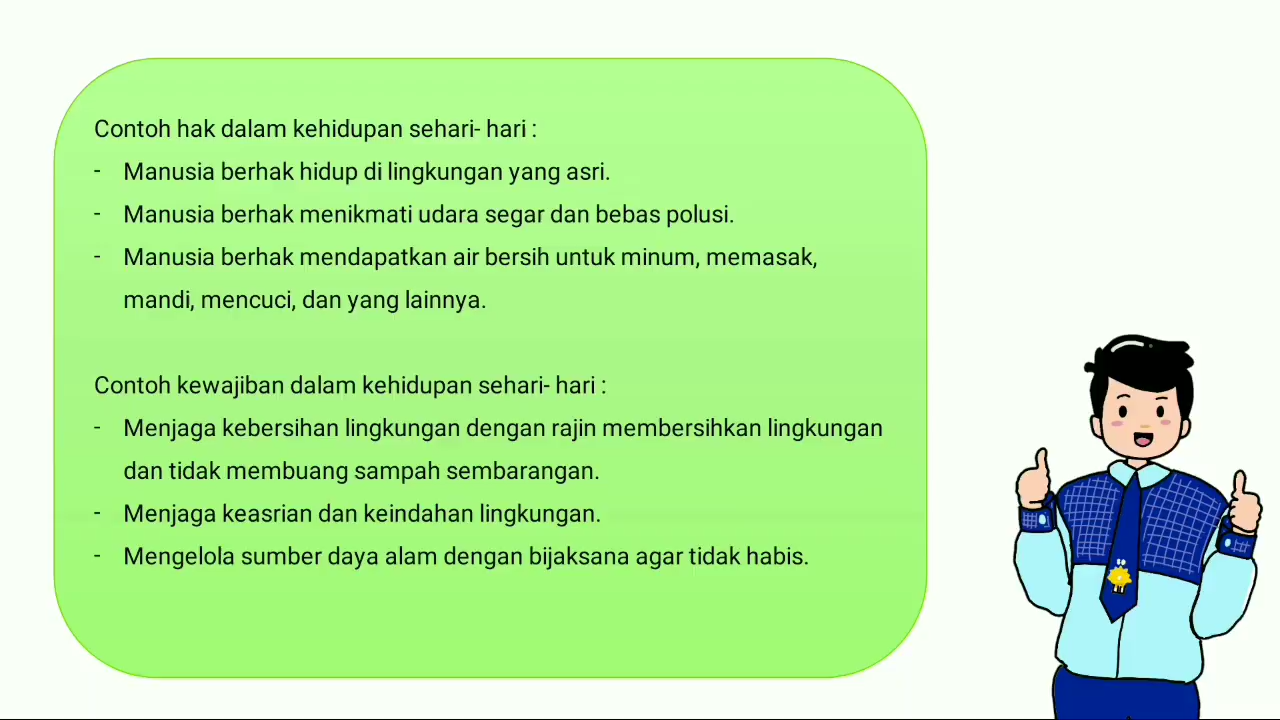 Contoh hak dalam kehidupan sehari- hari :
- Manusia berhak hidup di lingkungan yang asri.
- Manusia berhak menikmati udara segar dan bebas polusi.
- Manusia berhak mendapatkan air bersih untuk minum, memasak,
mandi, mencuci, dan yang lainnya.
Contoh kewajiban dalam kehidupan sehari- hari :
- Menjaga kebersihan lingkungan dengan rajin membersihkan lingkungan
dan tidak membuang sampah sembarangan.
- Menjaga keasrian dan keindahan lingkungan.
- Mengelola sumber daya alam dengan bijaksana agar tidak habis.